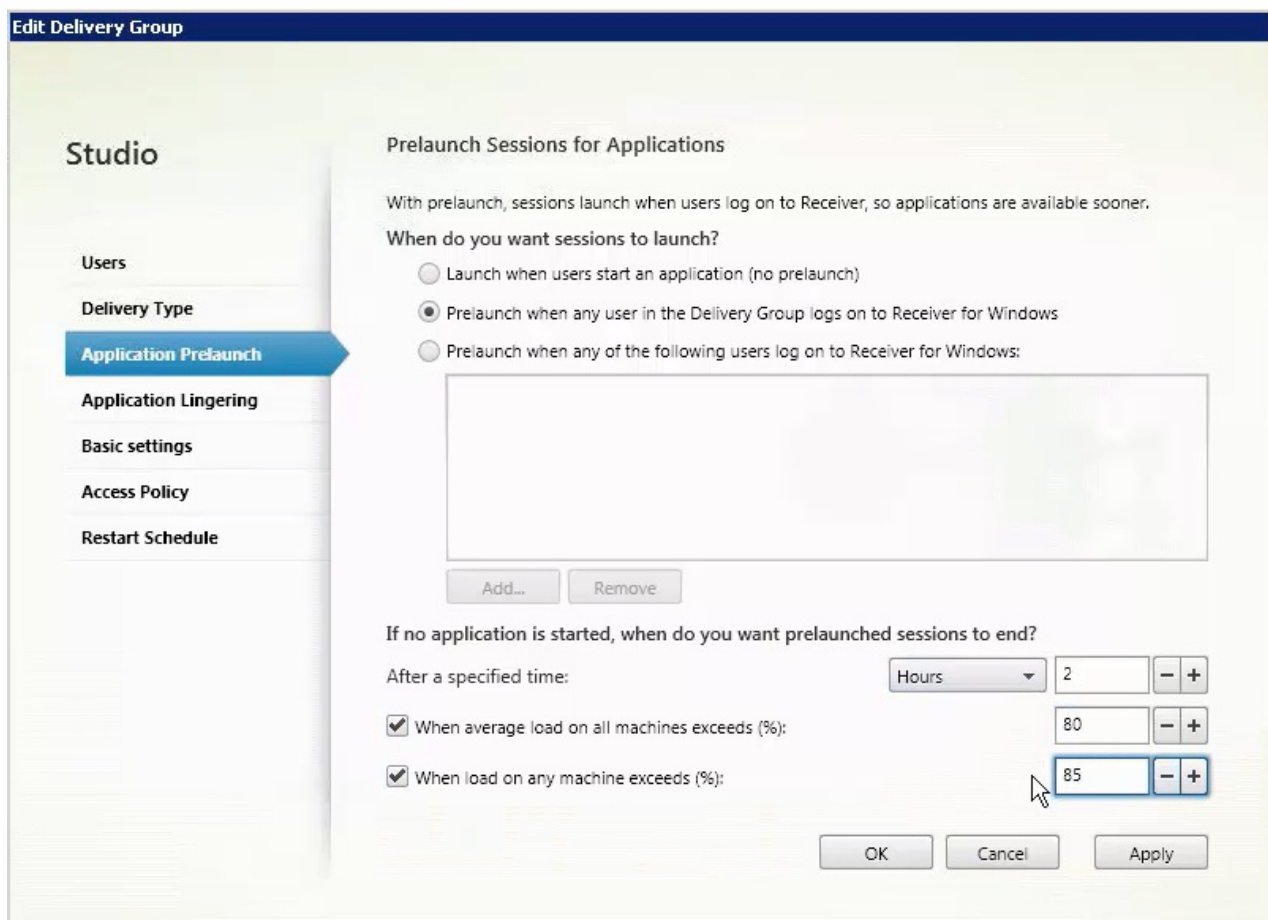 Edit Delivery Group
Studio
Users
Delivery Type
Application Prelaunch
Application Lingering
Basic settings
Access Policy
Restart Schedule
Prelaunch Sessions for Applications
With prelaunch, sessions launch when users log on to Receiver, so applications are available sooner.
When do you want sessions to launch?
Launch when users start an application (no prelaunch)
Prelaunch when any user in the Delivery Group logs on to Receiver for Windows
Prelaunch when any of the following users log on to Receiver for Windows:
Add... Remove
If no application is started, when do you want prelaunched sessions to end?
After a specified time: Hours 2 − +
When average load on all machines exceeds (%): 80 − +
When load on any machine exceeds (%): 85 − +
OK Cancel Apply